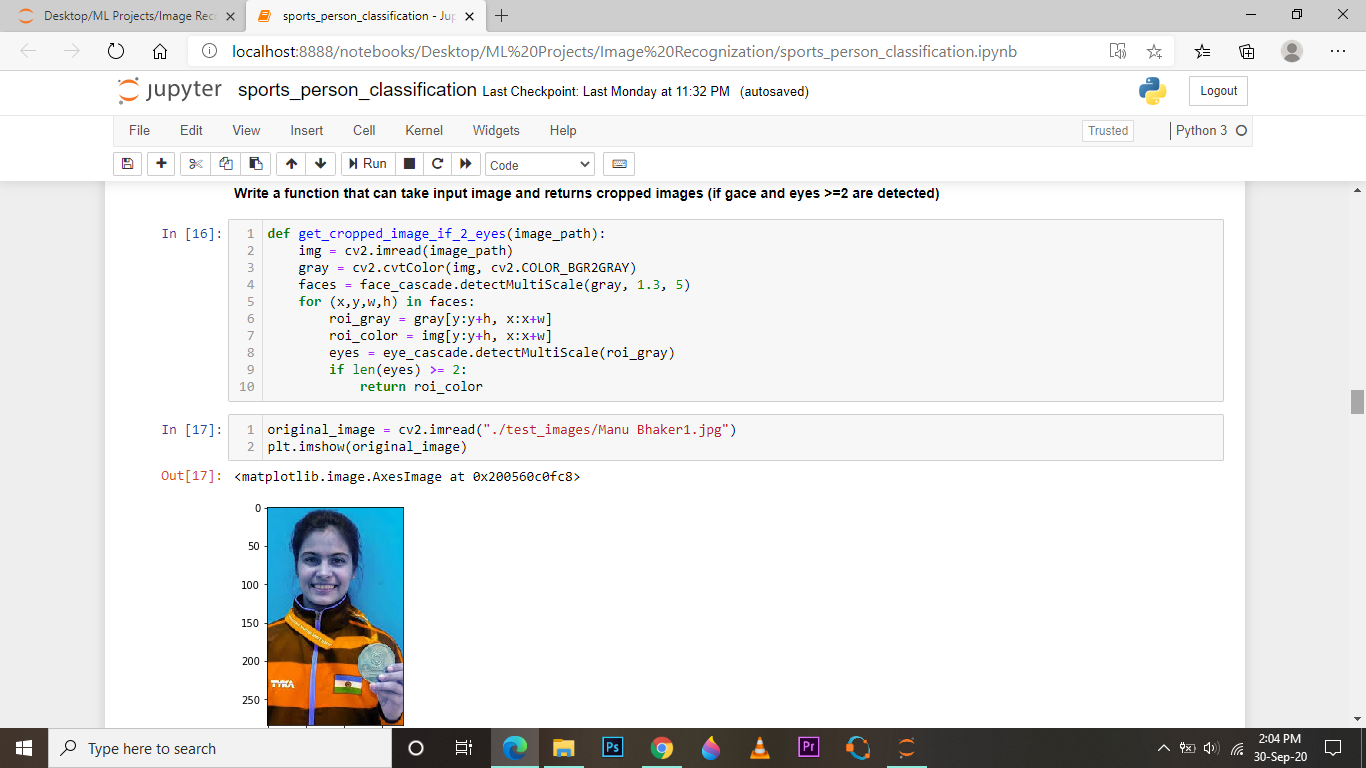 Desktop/ML Projects/Image Rec
sports_person_classification - Jup
localhost:8888/notebooks/Desktop/ML%20Projects/Image%20Recognization/sports_person_classification.ipynb
jupyter sports_person_classification Last Checkpoint: Last Monday at 11:32 PM (autosaved)
Logout
File Edit View Insert Cell Kernel Widgets Help
Trusted
Python 3
Run
Code
Write a function that can take input image and returns cropped images (if gace and eyes >=2 are detected)
In [16]:
1 def get_cropped_image_if_2_eyes(image_path):
2     img = cv2.imread(image_path)
3     gray = cv2.cvtColor(img, cv2.COLOR_BGR2GRAY)
4     faces = face_cascade.detectMultiScale(gray, 1.3, 5)
5     for (x,y,w,h) in faces:
6         roi_gray = gray[y:y+h, x:x+w]
7         roi_color = img[y:y+h, x:x+w]
8         eyes = eye_cascade.detectMultiScale(roi_gray)
9         if len(eyes) >= 2:
10             return roi_color
In [17]:
1 original_image = cv2.imread("./test_images/Manu Bhaker1.jpg")
2 plt.imshow(original_image)
Out[17]: <matplotlib.image.AxesImage at 0x200560c0fc8>
0
50
100
150
200
250
TYKA
Type here to search
Ps
Pr
2:04 PM
30-Sep-20